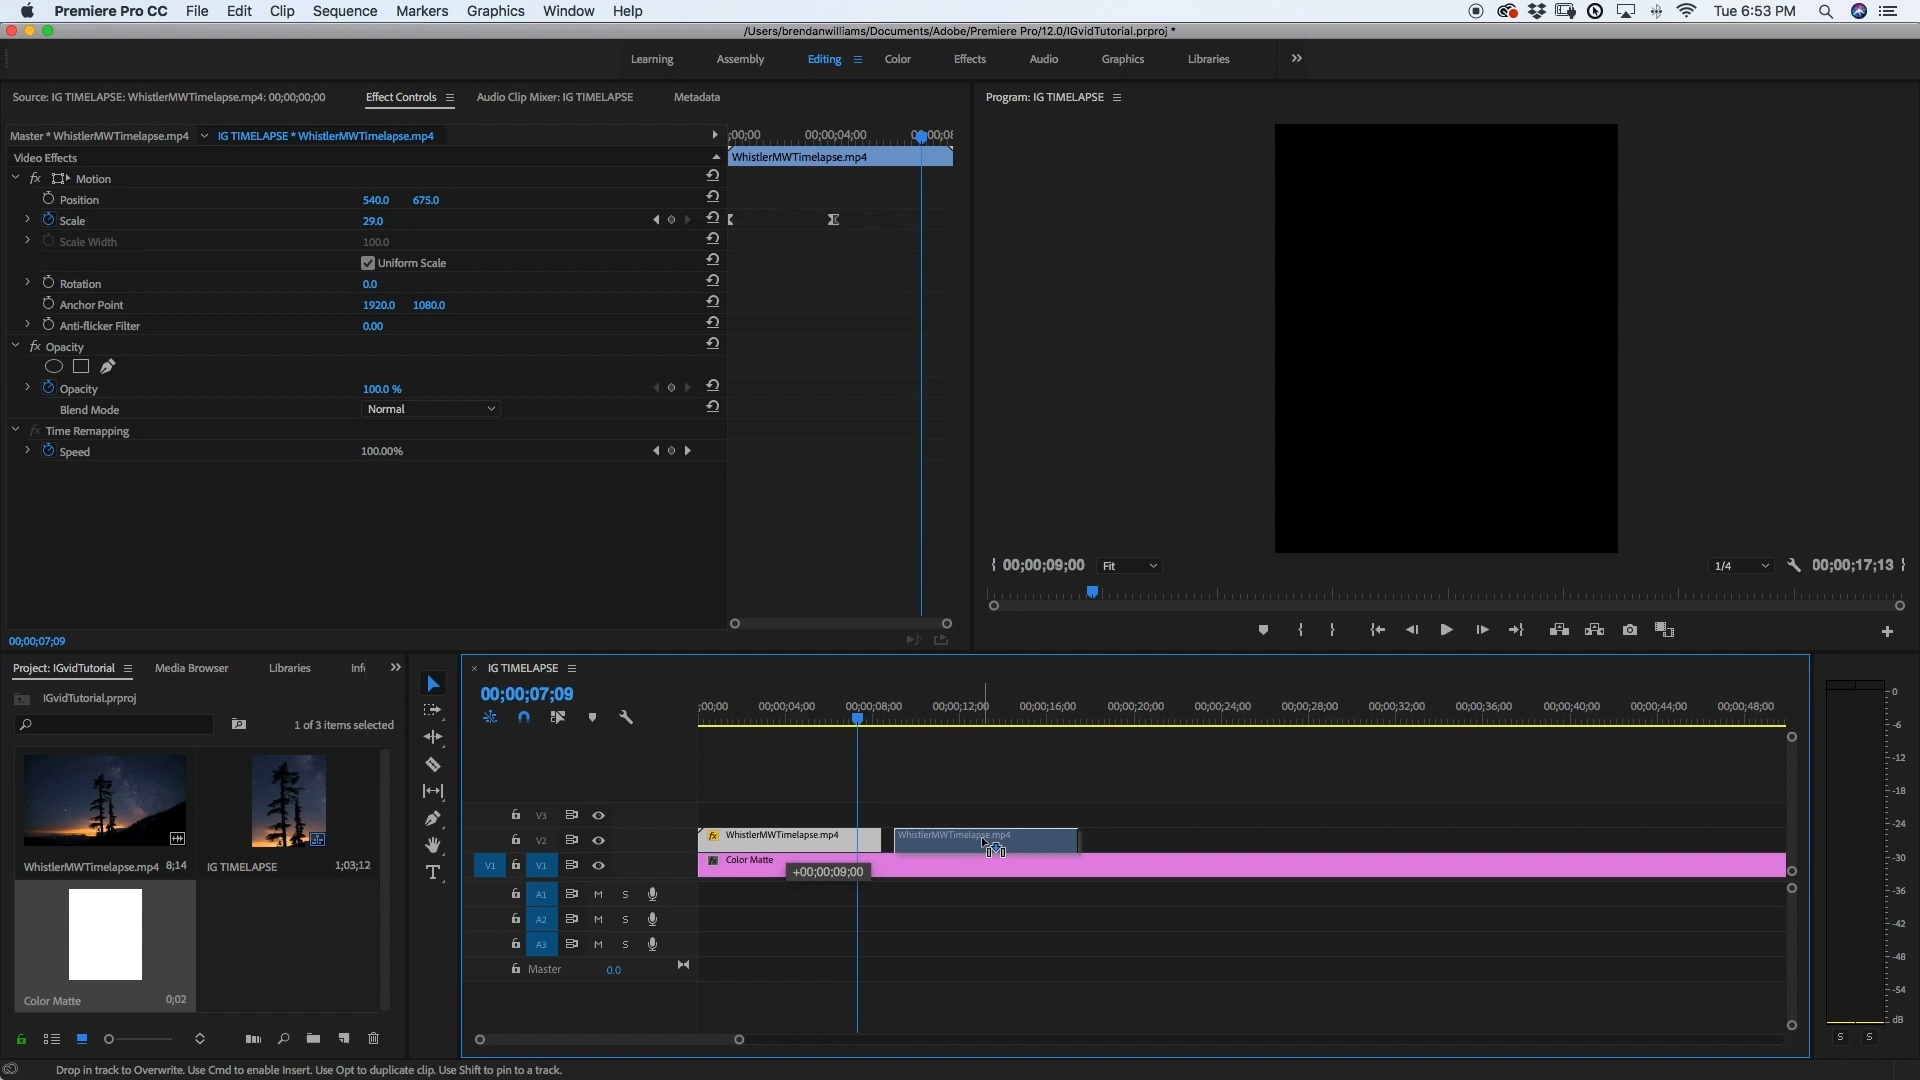 Premiere Pro CC File Edit Clip Sequence Markers Graphics Window Help Tue 6:53 PM
/Users/brendanwilliams/Documents/Adobe/Premiere Pro/12.0/IGvidTutorial.prproj *
Learning Assembly Editing Color Effects Audio Graphics Libraries
Source: IG TIMELAPSE: WhistlerMWTimelapse.mp4: 00;00;00;00 Effect Controls Audio Clip Mixer: IG TIMELAPSE Metadata
Program: IG TIMELAPSE
Master * WhistlerMWTimelapse.mp4 IG TIMELAPSE * WhistlerMWTimelapse.mp4
;00;00 00;00;04;00 00;00;08
Video Effects
WhistlerMWTimelapse.mp4
fx Motion
Position 540.0 675.0
Scale 29.0
Scale Width 100.0
Uniform Scale
Rotation 0.0
Anchor Point 1920.0 1080.0
Anti-flicker Filter 0.00
fx Opacity
Opacity 100.0 %
Blend Mode Normal
fx Time Remapping
Speed 100.00%
00;00;09;00 Fit 1/4 00;00;17;13
00;00;07;09
Project: IGvidTutorial Media Browser Libraries Inf
IGvidTutorial.prproj
1 of 3 items selected
WhistlerMWTimelapse.mp4 8;14
IG TIMELAPSE 1;03;12
Color Matte 0;02
× IG TIMELAPSE
00;00;07;09
;00;00 00;00;04;00 00;00;08;00 00;00;12;00 00;00;16;00 00;00;20;00 00;00;24;00 00;00;28;00 00;00;32;00 00;00;36;00 00;00;40;00 00;00;44;00 00;00;48;00
V3
V2 fx WhistlerMWTimelapse.mp4 WhistlerMWTimelapse.mp4
V1 V1 fx Color Matte
+00;00;09;00
A1 M S
A2 M S
A3 M S
Master 0.0
0
-6
-12
-18
-24
-30
-36
-42
-48
-54
dB
S S
Drop in track to Overwrite. Use Cmd to enable Insert. Use Opt to duplicate clip. Use Shift to pin to a track.